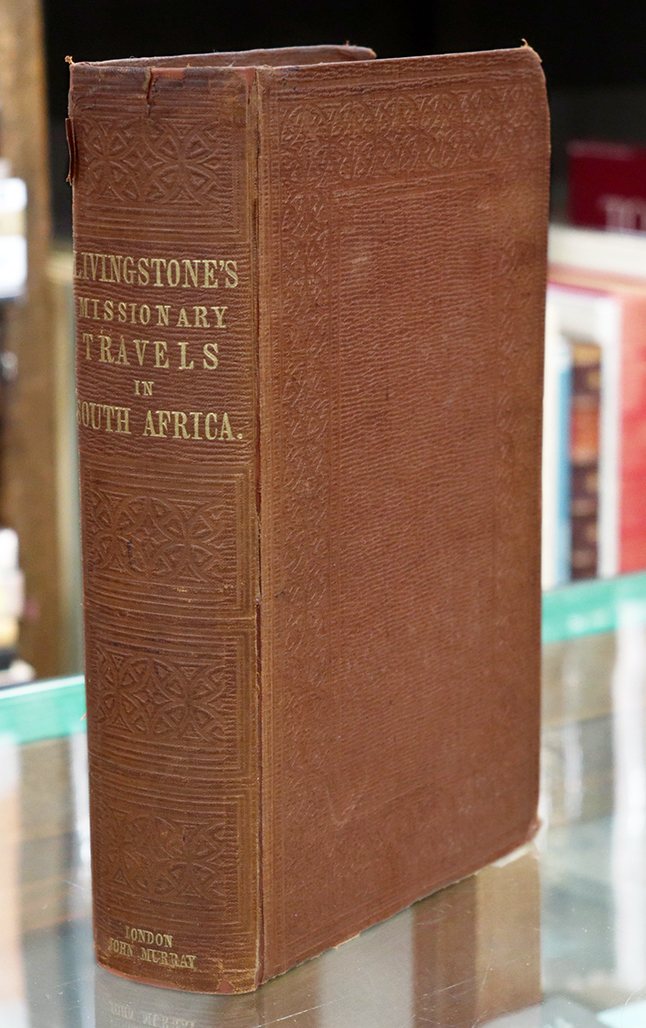 LIVINGSTONE'S
MISSIONARY
TRAVELS
IN
SOUTH AFRICA.
LONDON
JOHN MURRAY